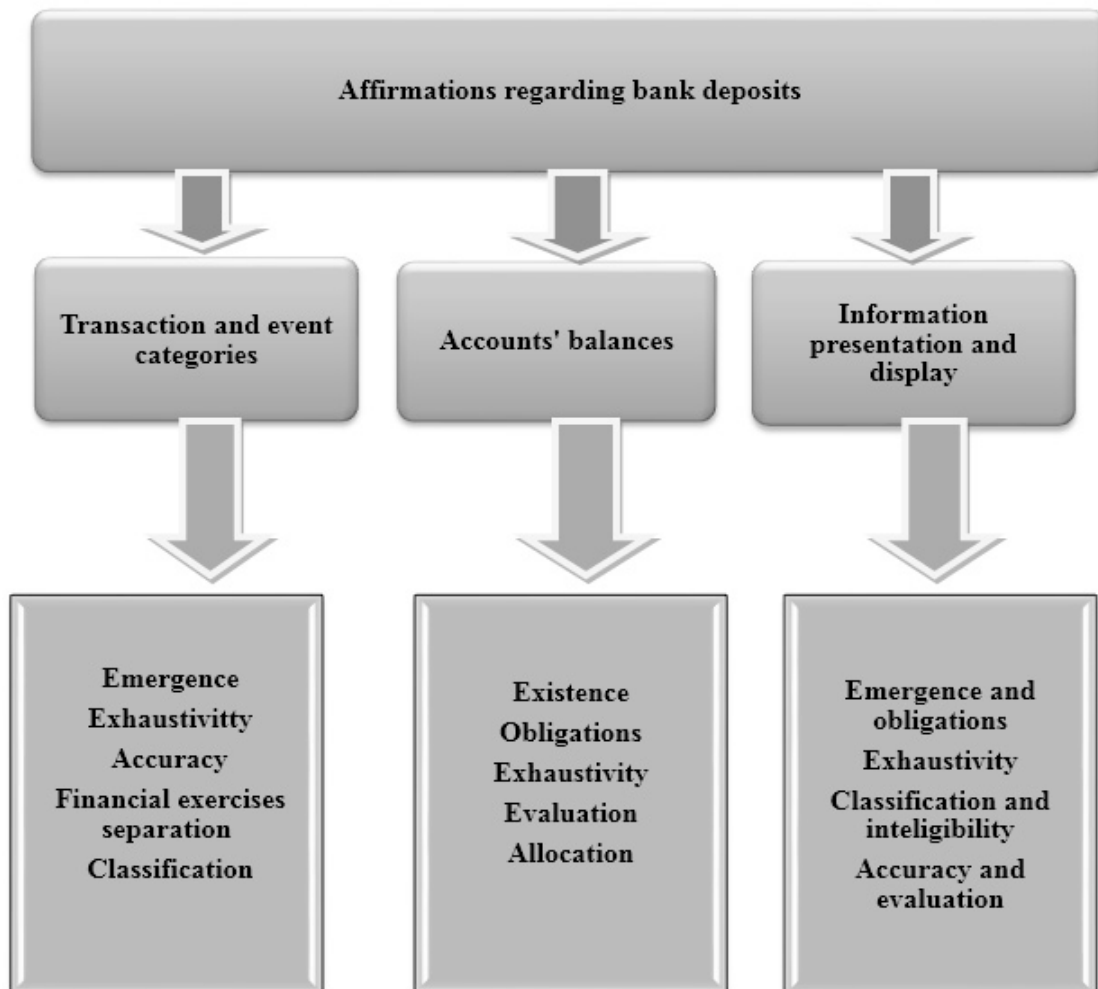 Affirmations regarding bank deposits
Transaction and event
categories
Accounts' balances
Information
presentation and
display
Emergence
Exhaustivitty
Accuracy
Financial exercises
separation
Classification
Existence
Obligations
Exhaustivity
Evaluation
Allocation
Emergence and
obligations
Exhaustivity
Classification and
inteligibility
Accuracy and
evaluation